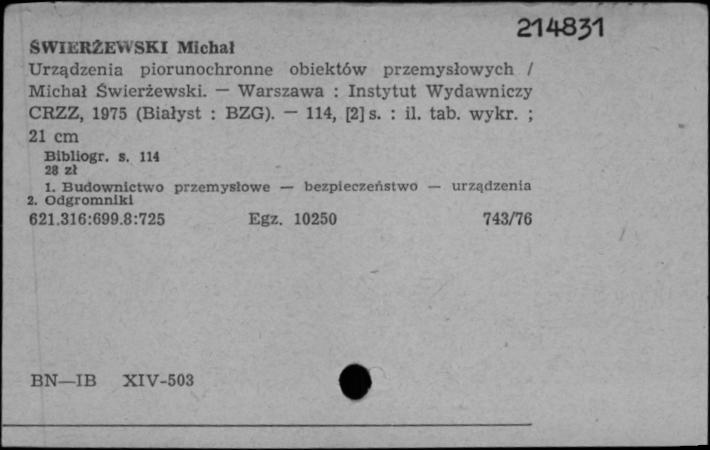 214831
ŚWIERŻEWSKI Michał
Urządzenia piorunochronne obiektów przemysłowych /
Michał Świerżewski. — Warszawa : Instytut Wydawniczy
CRZZ, 1975 (Białyst : BZG). — 114, [2] s. : il. tab. wykr. ;
21 cm
Bibliogr. s. 114
28 zł
1. Budownictwo przemysłowe — bezpieczeństwo — urządzenia
2. Odgromniki
621.316:699.8:725 Egz. 10250 743/76
BN—IB XIV-503